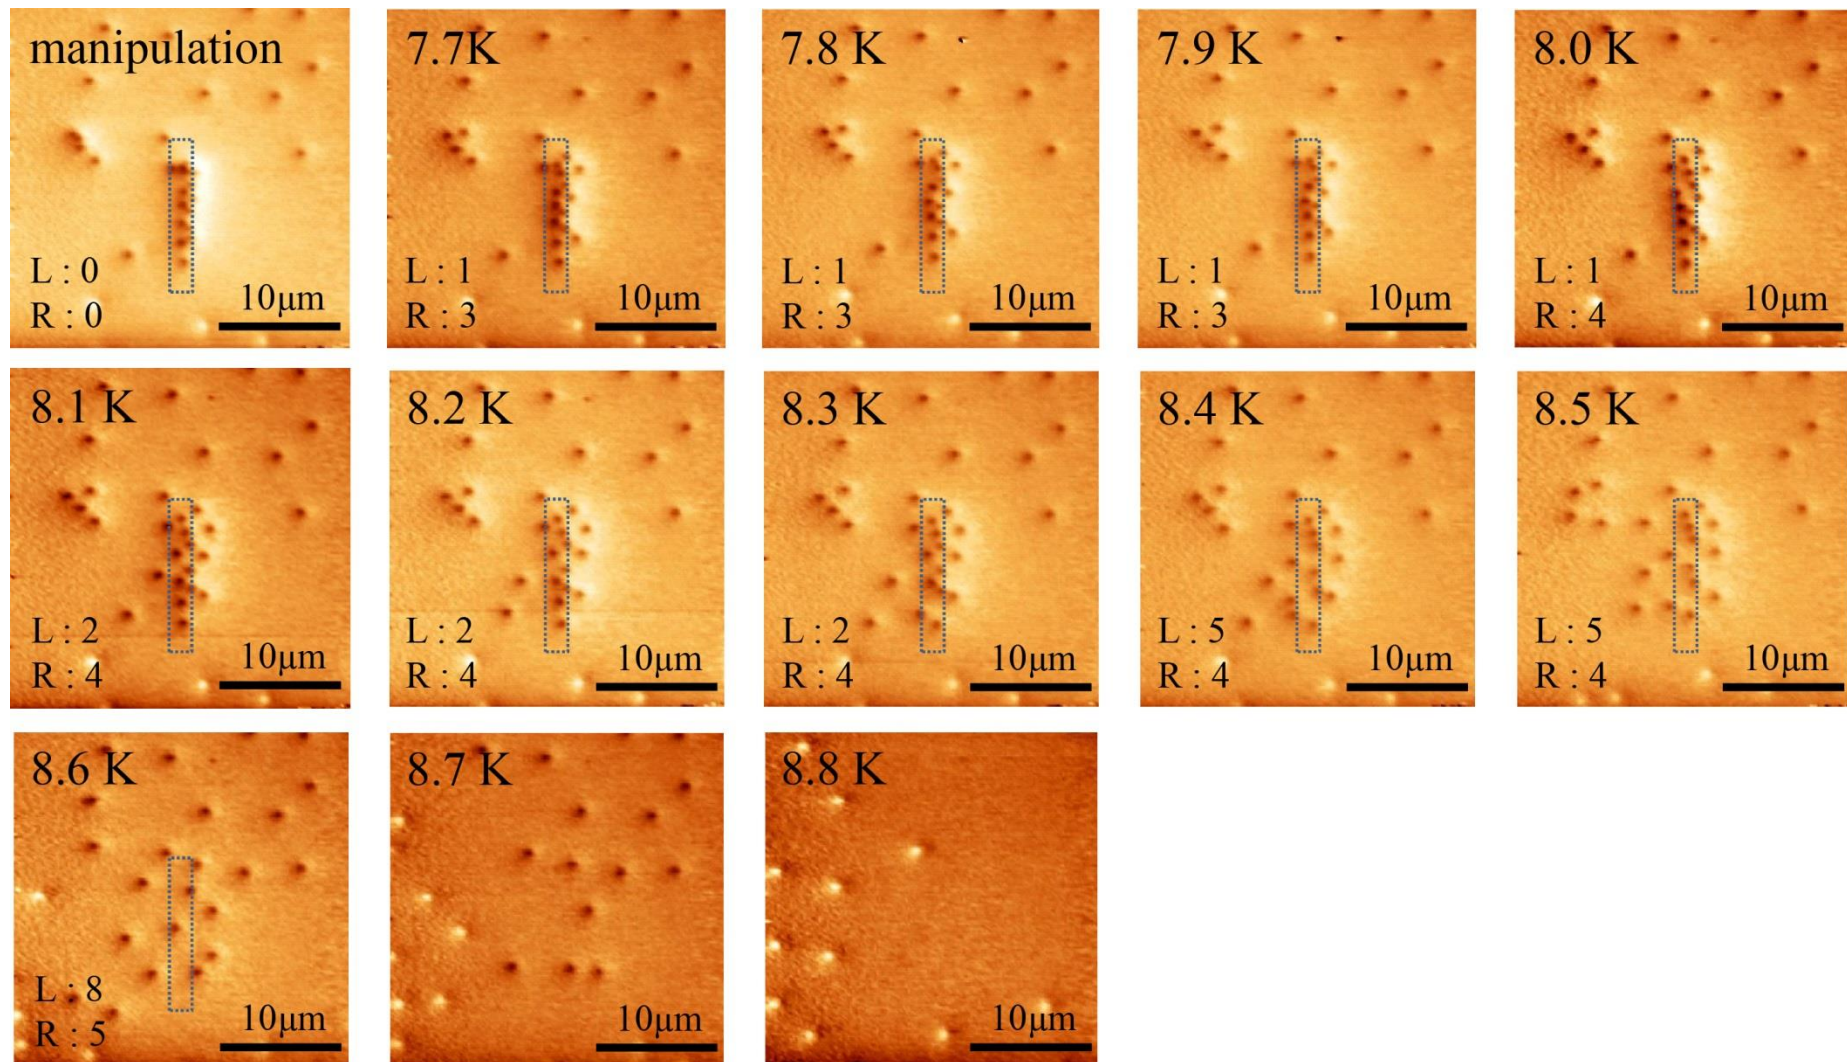 manipulation
L : 0
R : 0
10μm
7.7K
L : 1
R : 3
10μm
7.8 K
L : 1
R : 3
10μm
7.9 K
L : 1
R : 3
10μm
8.0 K
L : 1
R : 4
10μm
8.1 K
L : 2
R : 4
10μm
8.2 K
L : 2
R : 4
10μm
8.3 K
L : 2
R : 4
10μm
8.4 K
L : 5
R : 4
10μm
8.5 K
L : 5
R : 4
10μm
8.6 K
L : 8
R : 5
10μm
8.7 K
10μm
8.8 K
10μm